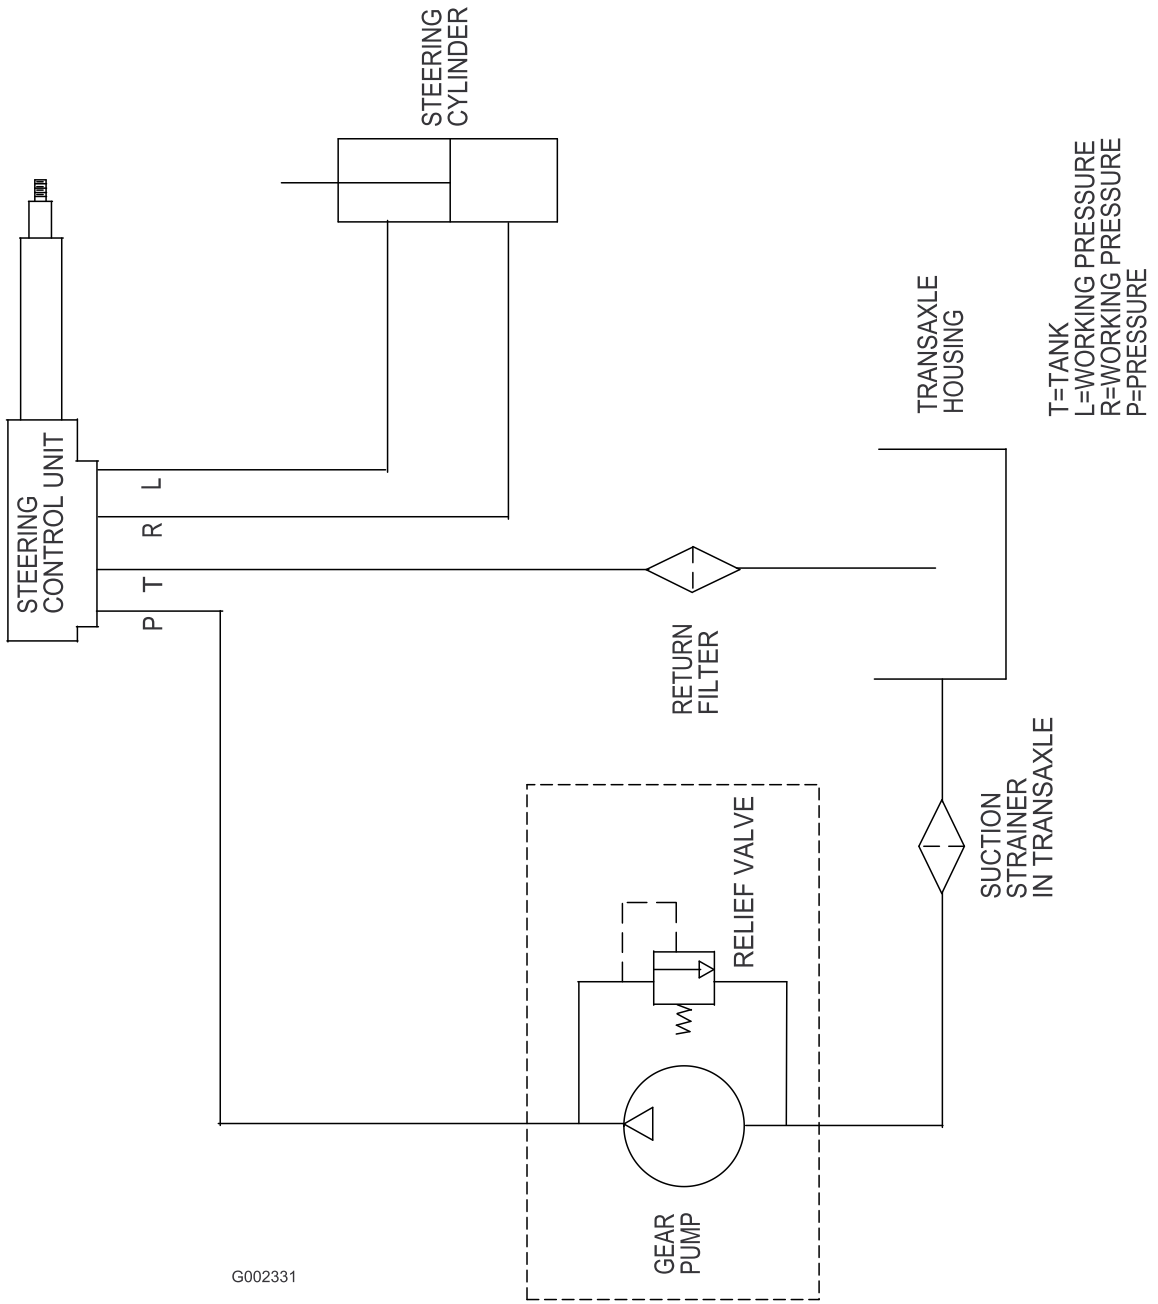 STEERING
CONTROL UNIT
P
T
R
L
STEERING
CYLINDER
RETURN
FILTER
TRANSAXLE
HOUSING
T=TANK
L=WORKING PRESSURE
R=WORKING PRESSURE
P=PRESSURE
SUCTION
STRAINER
IN TRANSAXLE
RELIEF VALVE
GEAR
PUMP
G002331